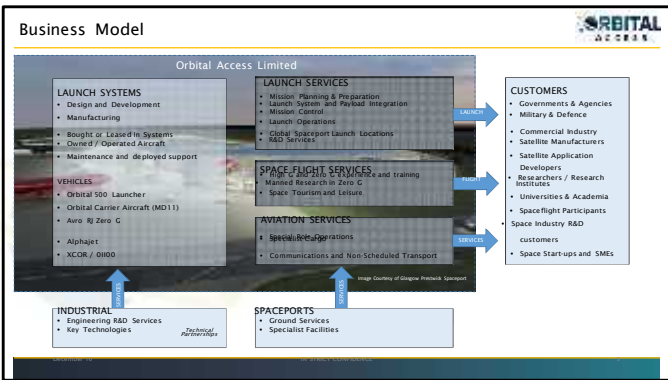 Business Model
ORBITAL
ACCESS
Orbital Access Limited
LAUNCH SYSTEMS
• Design and Development
• Manufacturing
• Bought or Leased in Systems
• Owned / Operated Aircraft
• Maintenance and deployed support
VEHICLES
• Orbital 500 Launcher
• Orbital Carrier Aircraft (MD11)
• Avro RJ Zero G
• Alphajet
• XCOR / 0II00
LAUNCH SERVICES
• Mission Planning & Preparation
• Launch System and Payload Integration
• Mission Control
• Launch Operations
• Global Spaceport Launch Locations
• R&D Services
LAUNCH
SPACE FLIGHT SERVICES
• High G and Zero G experience and training
• Manned Research in Zero G
• Space Tourism and Leisure
FLIGHT
AVIATION SERVICES
• Special Role Operations
• Specialist Cargo
• Communications and Non-Scheduled Transport
SERVICES
Image Courtesy of Glasgow Prestwick Spaceport
CUSTOMERS
• Governments & Agencies
• Military & Defence
• Commercial Industry
• Satellite Manufacturers
• Satellite Application
Developers
• Researchers / Research
Institutes
• Universities & Academia
• Spaceflight Participants
• Space Industry R&D
customers
• Space Start-ups and SMEs
SERVICES
SERVICES
INDUSTRIAL
• Engineering R&D Services
• Key Technologies
Technical
Partnerships
SPACEPORTS
• Ground Services
• Specialist Facilities
December 16
IN STRICT CONFIDENCE